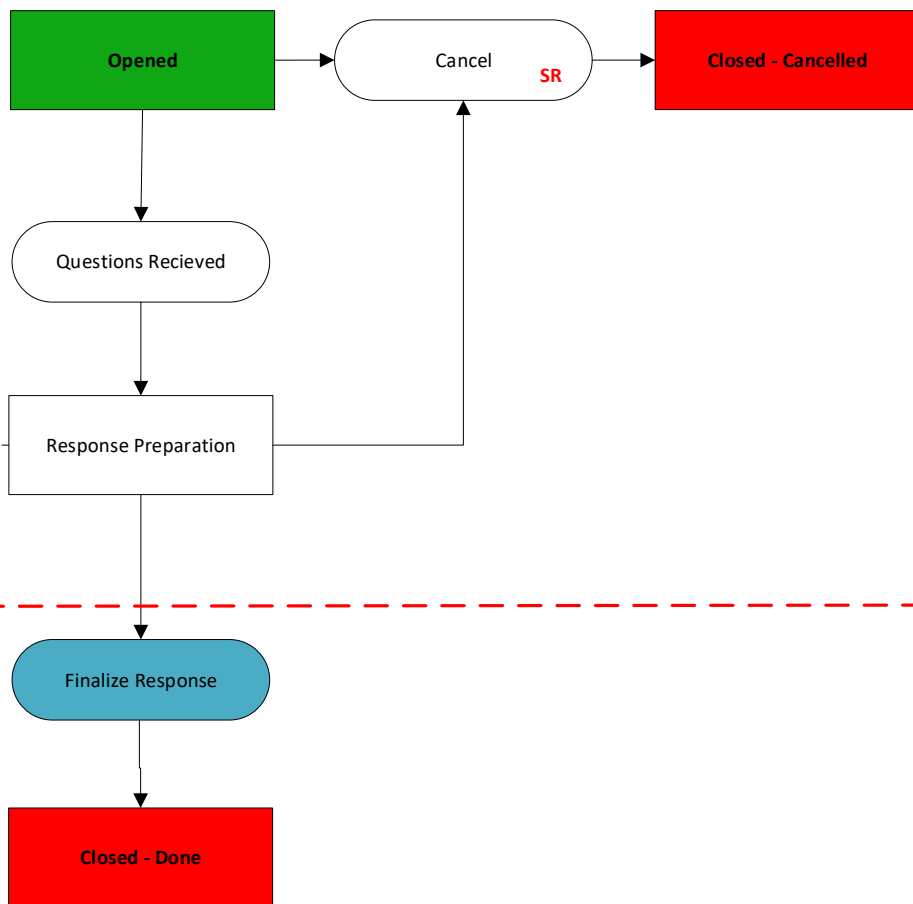 Opened
Cancel
SR
Closed - Cancelled
Questions Recieved
Response Preparation
Finalize Response
Closed - Done